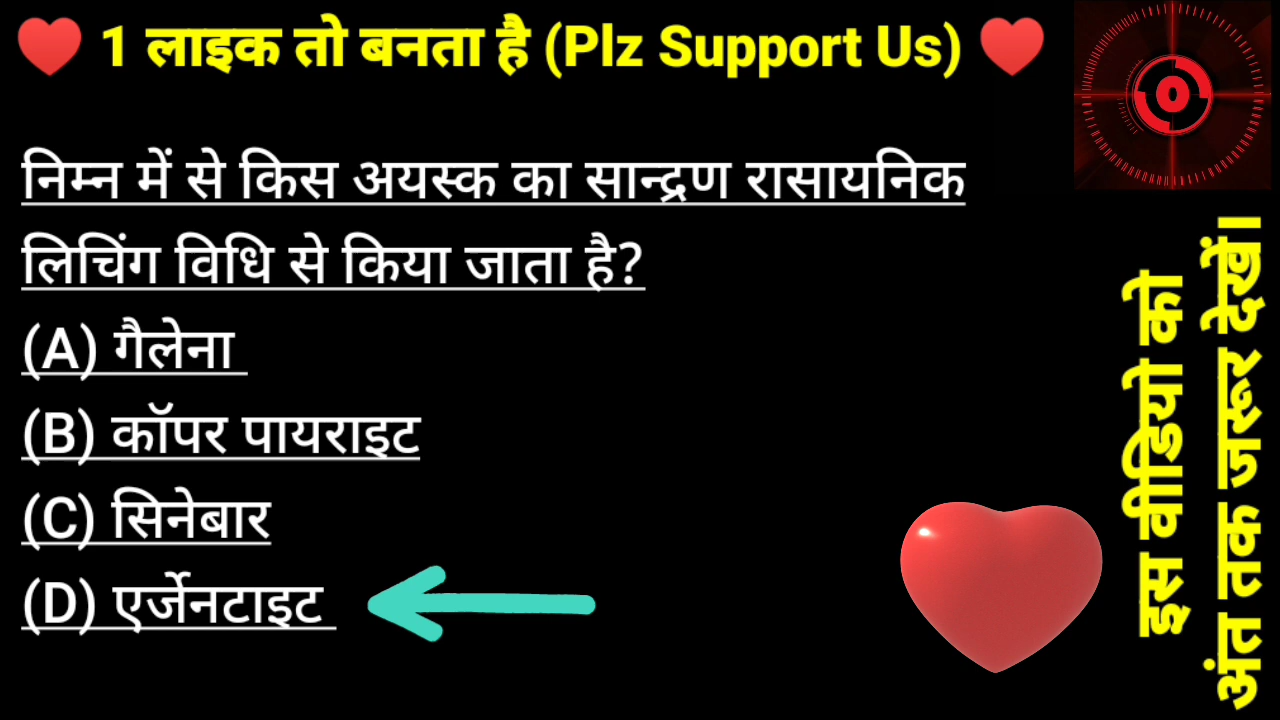 ❤️ 1 लाइक तो बनता है (Plz Support Us) ❤️
निम्न में से किस अयस्क का सान्द्रण रासायनिक
लिचिंग विधि से किया जाता है?
(A) गैलेना
(B) कॉपर पायराइट
(C) सिनेबार
(D) एर्जेनटाइट
इस वीडियो को
अंत तक जरूर देखें।